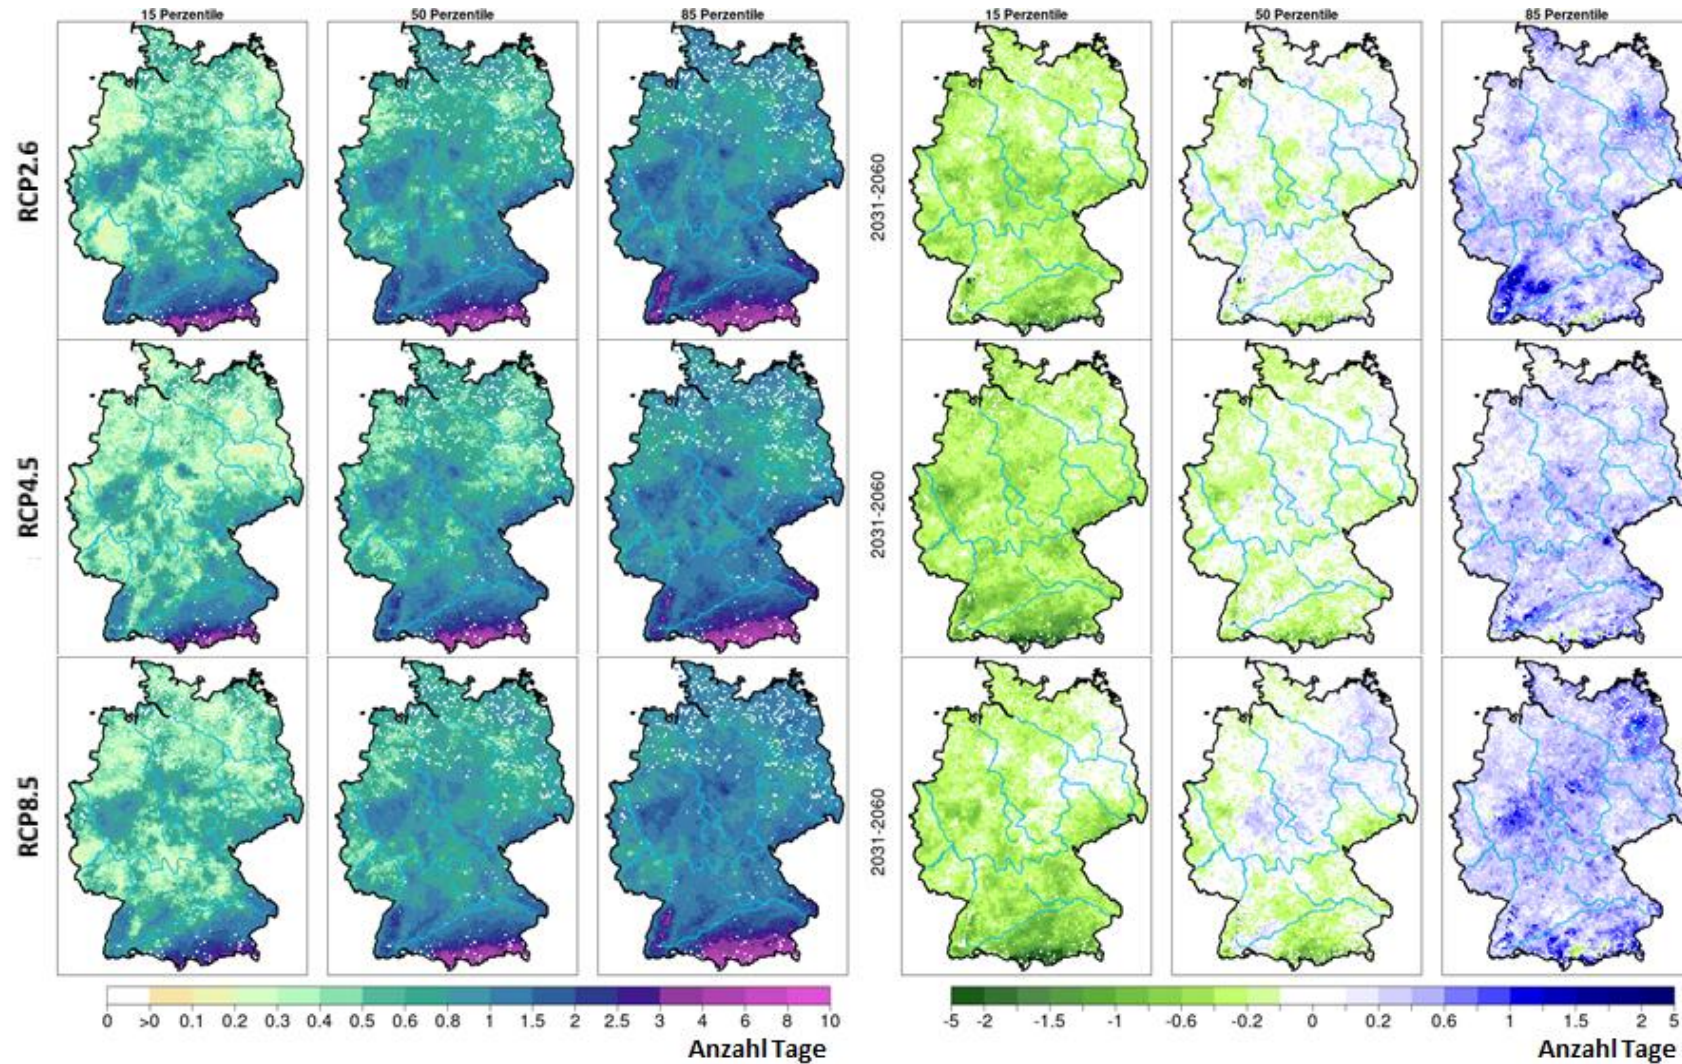 15 Perzentile 50 Perzentile 85 Perzentile 15 Perzentile 50 Perzentile 85 Perzentile
RCP2.6
2031-2060
RCP4.5
2031-2060
RCP8.5
2031-2060
0 >0 0.1 0.2 0.3 0.4 0.5 0.6 0.8 1 1.5 2 2.5 3 4 6 8 10
-5 -2 -1.5 -1 -0.6 -0.2 0 0.2 0.6 1 1.5 2 5
Anzahl Tage Anzahl Tage